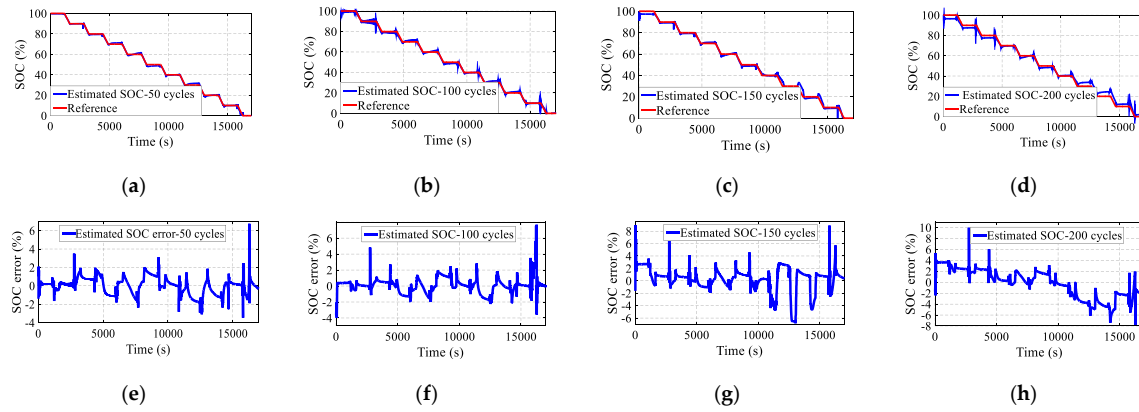 100
80
60
40
20
0
SOC (%)
Estimated SOC-50 cycles
Reference
0 5000 10000 15000
Time (s)
(a)
100
80
60
40
20
0
SOC (%)
Estimated SOC-100 cycles
Reference
0 5000 10000 15000
Time (s)
(b)
100
80
60
40
20
0
SOC (%)
Estimated SOC-150 cycles
Reference
0 5000 10000 15000
Time (s)
(c)
100
80
60
40
20
0
SOC (%)
Estimated SOC-200 cycles
Reference
0 5000 10000 15000
Time (s)
(d)
6
4
2
0
-2
-4
SOC error (%)
Estimated SOC error-50 cycles
0 5000 10000 15000
Time (s)
(e)
6
4
2
0
-2
-4
SOC error (%)
Estimated SOC-100 cycles
0 5000 10000 15000
Time (s)
(f)
8
6
4
2
0
-2
-4
-6
SOC error (%)
Estimated SOC-150 cycles
0 5000 10000 15000
Time (s)
(g)
10
8
6
4
2
0
-2
-4
-6
-8
SOC error (%)
Estimated SOC-200 cycles
0 5000 10000 15000
Time (s)
(h)